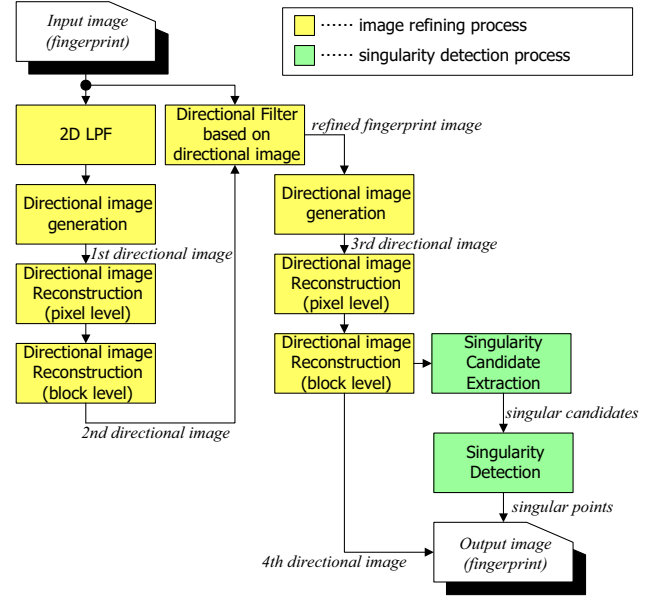 Input image
(fingerprint)
...... image refining process
...... singularity detection process
2D LPF
Directional Filter
based on
directional image
refined fingerprint image
Directional image
generation
1st directional image
Directional image
Reconstruction
(pixel level)
Directional image
Reconstruction
(block level)
2nd directional image
Directional image
generation
3rd directional image
Directional image
Reconstruction
(pixel level)
Directional image
Reconstruction
(block level)
Singularity
Candidate
Extraction
singular candidates
Singularity
Detection
singular points
4th directional image
Output image
(fingerprint)